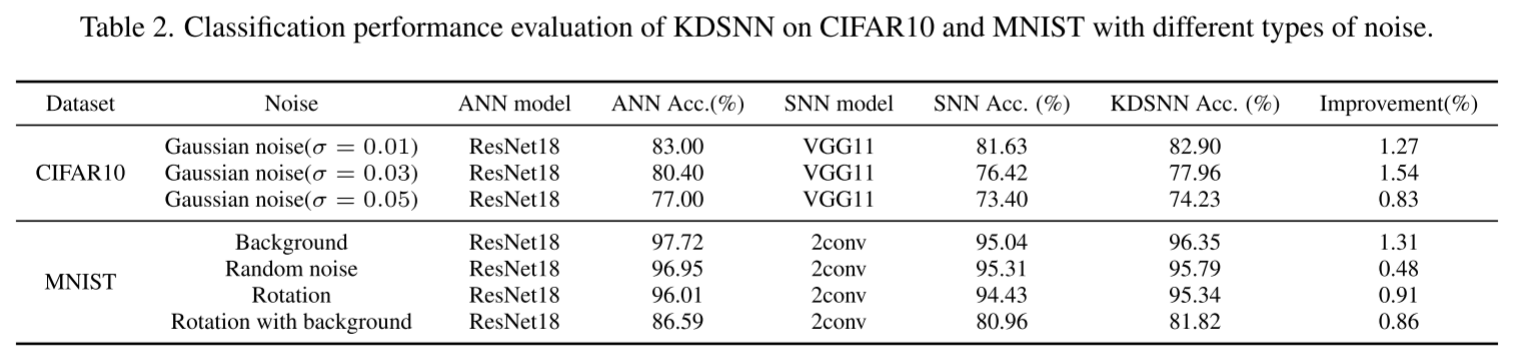 Table 2. Classification performance evaluation of KDSNN on CIFAR10 and MNIST with different types of noise.
Dataset Noise ANN model ANN Acc.(%) SNN model SNN Acc. (%) KDSNN Acc. (%) Improvement(%)
CIFAR10
Gaussian noise(σ = 0.01) ResNet18 83.00 VGG11 81.63 82.90 1.27
Gaussian noise(σ = 0.03) ResNet18 80.40 VGG11 76.42 77.96 1.54
Gaussian noise(σ = 0.05) ResNet18 77.00 VGG11 73.40 74.23 0.83
MNIST
Background ResNet18 97.72 2conv 95.04 96.35 1.31
Random noise ResNet18 96.95 2conv 95.31 95.79 0.48
Rotation ResNet18 96.01 2conv 94.43 95.34 0.91
Rotation with background ResNet18 86.59 2conv 80.96 81.82 0.86